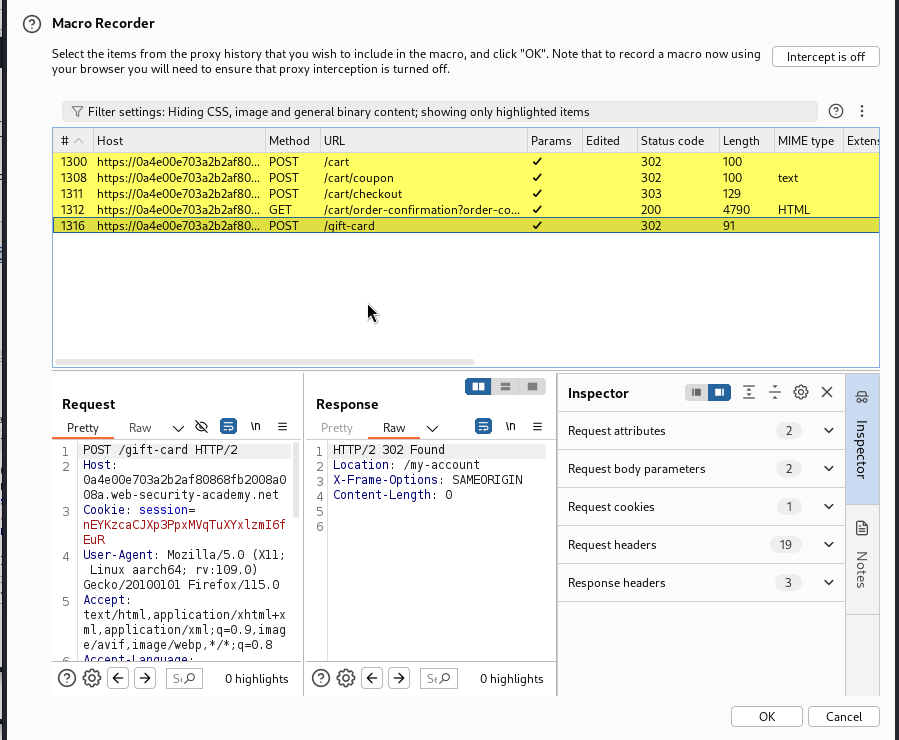 Macro Recorder
Select the items from the proxy history that you wish to include in the macro, and click "OK". Note that to record a macro now using
your browser you will need to ensure that proxy interception is turned off.
Intercept is off
Filter settings: Hiding CSS, image and general binary content; showing only highlighted items
# Host Method URL Params Edited Status code Length MIME type Extens
1300 https://0a4e00e703a2b2af80... POST /cart ✓ 302 100
1308 https://0a4e00e703a2b2af80... POST /cart/coupon ✓ 302 100 text
1311 https://0a4e00e703a2b2af80... POST /cart/checkout ✓ 303 129
1312 https://0a4e00e703a2b2af80... GET /cart/order-confirmation?order-co... ✓ 200 4790 HTML
1316 https://0a4e00e703a2b2af80... POST /gift-card ✓ 302 91
Request
Pretty Raw \n
1 POST /gift-card HTTP/2
2 Host:
0a4e00e703a2b2af80868fb2008a0
08a.web-security-academy.net
3 Cookie: session=
nEYKzcaCJXp3PpxMVqTuXYxlzmI6f
EuR
4 User-Agent: Mozilla/5.0 (X11;
Linux aarch64; rv:109.0)
Gecko/20100101 Firefox/115.0
5 Accept:
text/html,application/xhtml+x
ml,application/xml;q=0.9,imag
e/avif,image/webp,*/*;q=0.8
6 Accept-Language:
0 highlights
Response
Pretty Raw \n
1 HTTP/2 302 Found
2 Location: /my-account
3 X-Frame-Options: SAMEORIGIN
4 Content-Length: 0
5
6
0 highlights
Inspector
Request attributes 2
Request body parameters 2
Request cookies 1
Request headers 19
Response headers 3
Inspector
Notes
OK Cancel